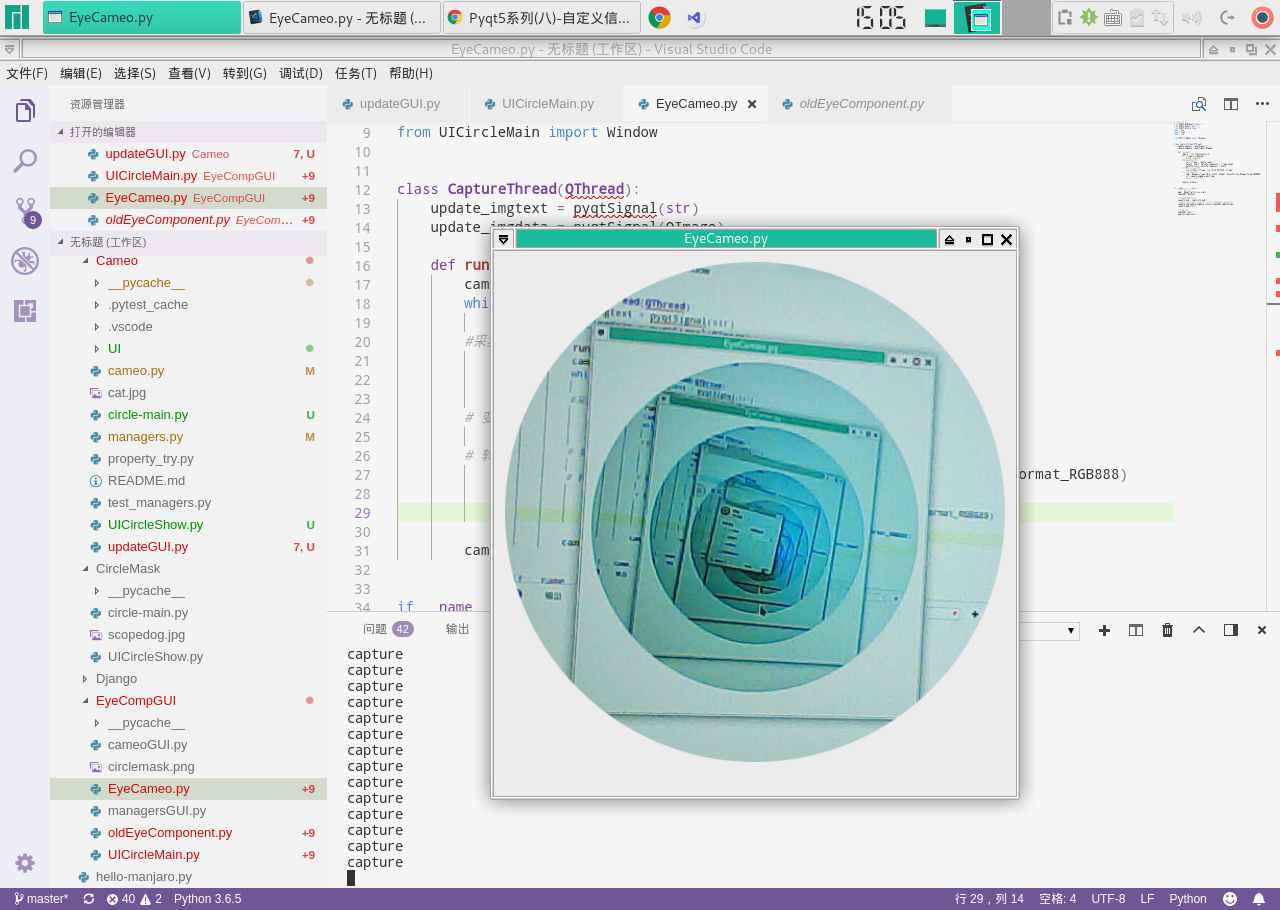 EyeCameo.py
EyeCameo.py - 无标题 (...
Pyqt5系列(八)-自定义信...
15:05
EyeCameo.py - 无标题 (工作区) - Visual Studio Code
文件(F) 编辑(E) 选择(S) 查看(V) 转到(G) 调试(D) 任务(T) 帮助(H)
资源管理器
打开的编辑器
updateGUI.py Cameo 7, U
UICircleMain.py EyeCompGUI +9
EyeCameo.py EyeCompGUI +9
oldEyeComponent.py EyeCom... +9
9
无标题 (工作区)
Cameo
__pycache__
.pytest_cache
.vscode
UI
cameo.py M
cat.jpg
circle-main.py U
managers.py M
property_try.py
README.md
test_managers.py
UICircleShow.py U
updateGUI.py 7, U
CircleMask
__pycache__
circle-main.py
scopedog.jpg
UICircleShow.py
Django
EyeCompGUI
__pycache__
cameoGUI.py
circlemask.png
EyeCameo.py +9
managersGUI.py
oldEyeComponent.py +9
UICircleMain.py +9
hello-manjaro.py
updateGUI.py
UICircleMain.py
EyeCameo.py
oldEyeComponent.py
9 from UICircleMain import Window
10
11
12 class CaptureThread(QThread):
13 update_imgtext = pyqtSignal(str)
14 update_imgdata = pyqtSignal(QImage)
15
16 def run
17 cam
18 whi
19
20 #采
21
22
23
24 # 变
25
26 # 转
27 ormat_RGB888)
28
29
30
31 cam
32
33
34 if __name
EyeCameo.py
问题 42 输出
capture
capture
capture
capture
capture
capture
capture
capture
capture
capture
capture
capture
capture
capture
master* 40 2 Python 3.6.5
行 29，列 14 空格: 4 UTF-8 LF Python